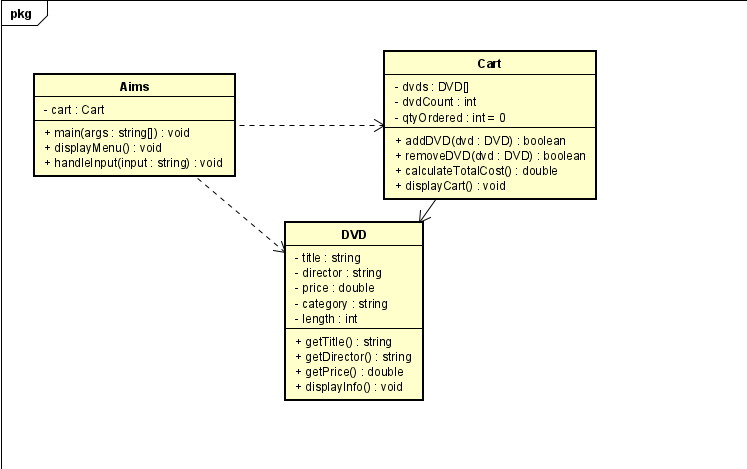 pkg
Aims
- cart : Cart
+ main(args : string[]) : void
+ displayMenu() : void
+ handleInput(input : string) : void
Cart
- dvds : DVD[]
- dvdCount : int
- qtyOrdered : int = 0
+ addDVD(dvd : DVD) : boolean
+ removeDVD(dvd : DVD) : boolean
+ calculateTotalCost() : double
+ displayCart() : void
DVD
- title : string
- director : string
- price : double
- category : string
- length : int
+ getTitle() : string
+ getDirector() : string
+ getPrice() : double
+ displayInfo() : void